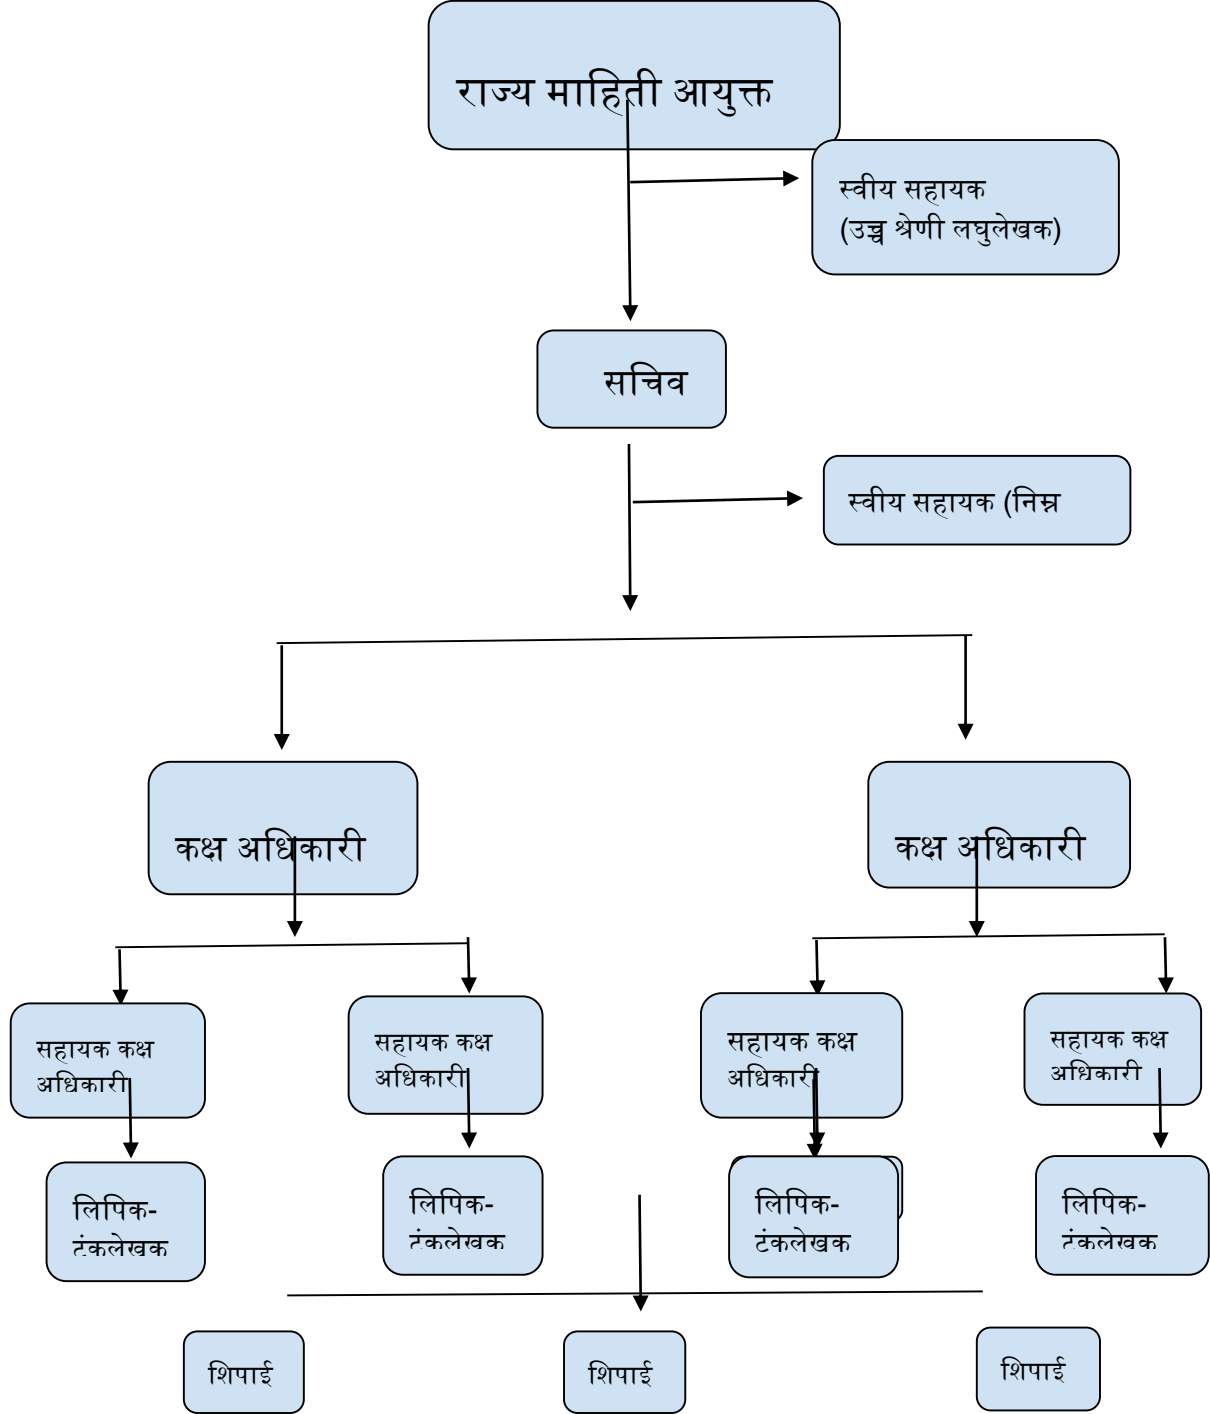 राज्य माहिती आयुक्त
स्वीय सहायक
(उच्च श्रेणी लघुलेखक)
सचिव
स्वीय सहायक (निम्न
कक्ष अधिकारी
कक्ष अधिकारी
सहायक कक्ष
अधिकारी
सहायक कक्ष
अधिकारी
सहायक कक्ष
अधिकारी
सहायक कक्ष
अधिकारी
लिपिक-
टंकलेखक
लिपिक-
टंकलेखक
लिपिक-
टंकलेखक
लिपिक-
टंकलेखक
शिपाई
शिपाई
शिपाई